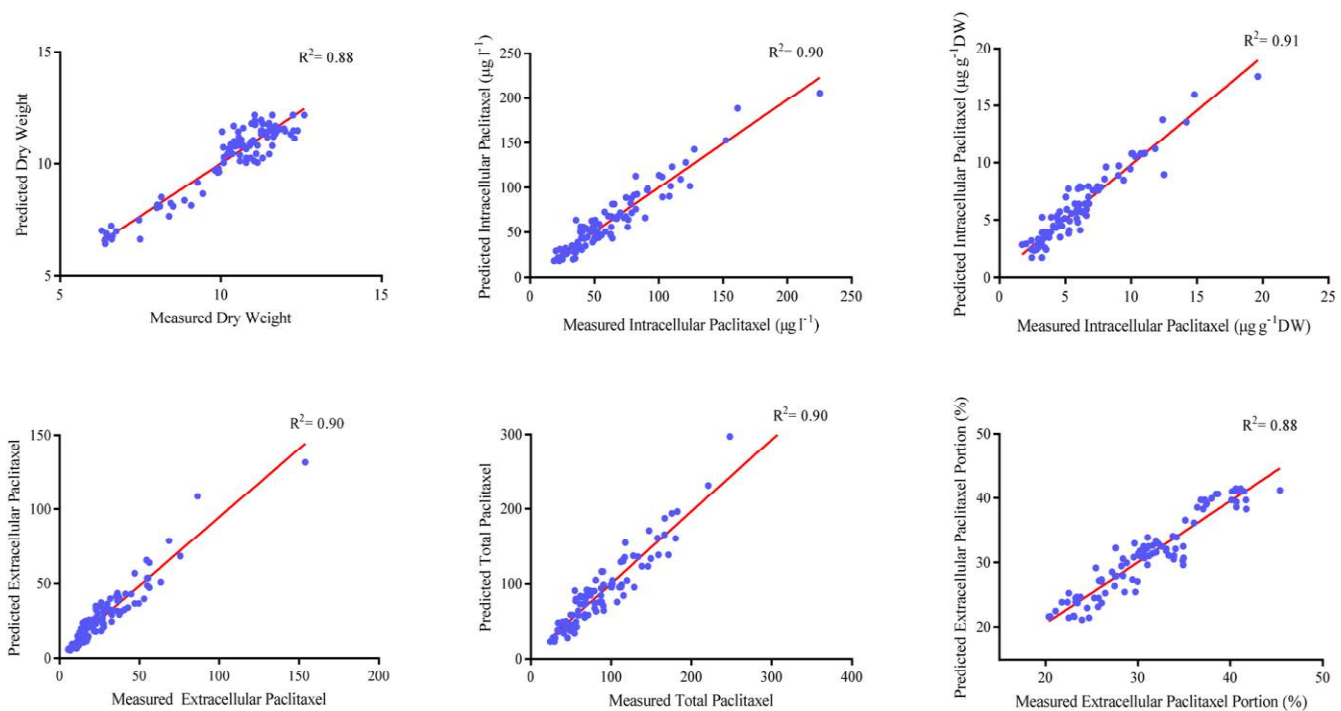 R²= 0.88
Predicted Dry Weight
15
10
5
5 10 15
Measured Dry Weight
R²− 0.90
Predicted Intracellular Paclitaxel (µg l⁻¹)
250
200
150
100
50
0
0 50 100 150 200 250
Measured Intracellular Paclitaxel (µg l⁻¹)
R²= 0.91
Predicted Intracellular Paclitaxel (µg g⁻¹DW)
20
15
10
5
0
0 5 10 15 20 25
Measured Intracellular Paclitaxel (µg g⁻¹DW)
R²= 0.90
Predicted Extracellular Paclitaxel
150
100
50
0
0 50 100 150 200
Measured Extracellular Paclitaxel
R²= 0.90
Predicted Total Paclitaxel
300
200
100
0
0 100 200 300 400
Measured Total Paclitaxel
R²= 0.88
Predicted Extracellular Paclitaxel Portion (%)
50
40
30
20
20 30 40 50
Measured Extracellular Paclitaxel Portion (%)